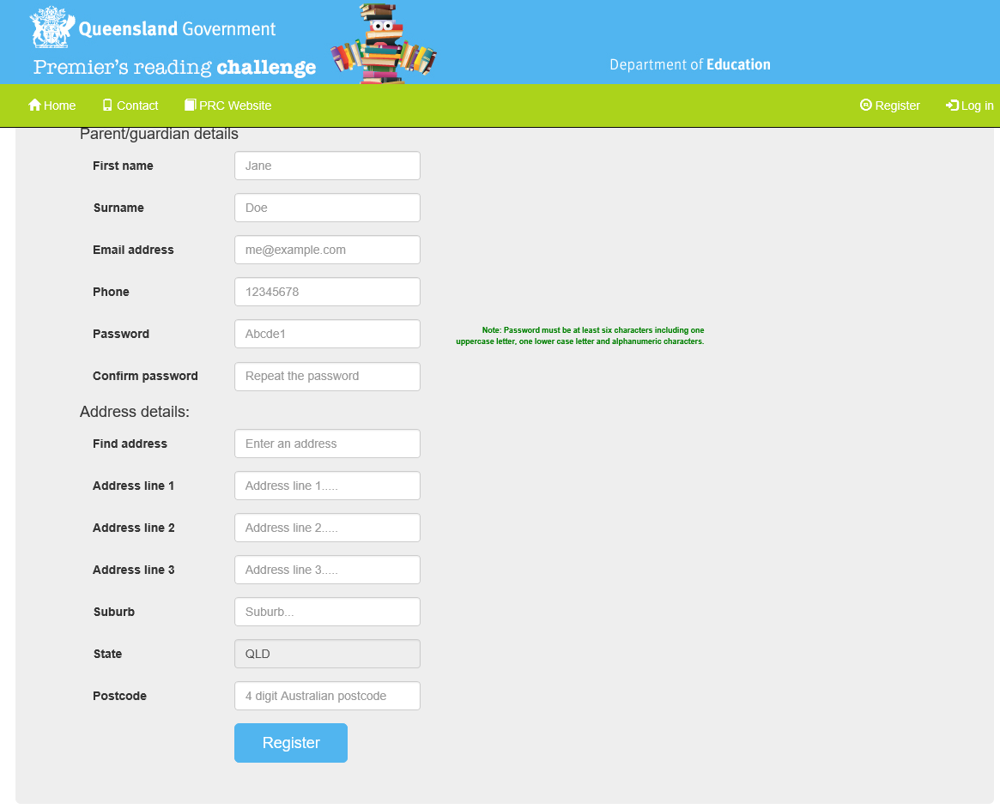 Queensland Government
Premier's reading challenge
Department of Education
Home Contact PRC Website Register Log in
Parent/guardian details
First name Jane
Surname Doe
Email address me@example.com
Phone 12345678
Password Abcde1 Note: Password must be at least six characters including one
uppercase letter, one lower case letter and alphanumeric characters.
Confirm password Repeat the password
Address details:
Find address Enter an address
Address line 1 Address line 1.....
Address line 2 Address line 2.....
Address line 3 Address line 3.....
Suburb Suburb...
State QLD
Postcode 4 digit Australian postcode
Register